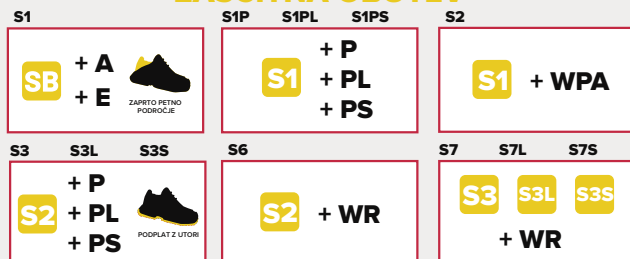 S1
SB + A
+ E
ZAPRTO PETNO
PODROČJE
S1P S1PL S1PS
S1 + P
+ PL
+ PS
S2
S1 + WPA
S3 S3L S3S
S2 + P
+ PL
+ PS
PODPLAT Z UTORI
S6
S2 + WR
S7 S7L S7S
S3 S3L S3S
+ WR